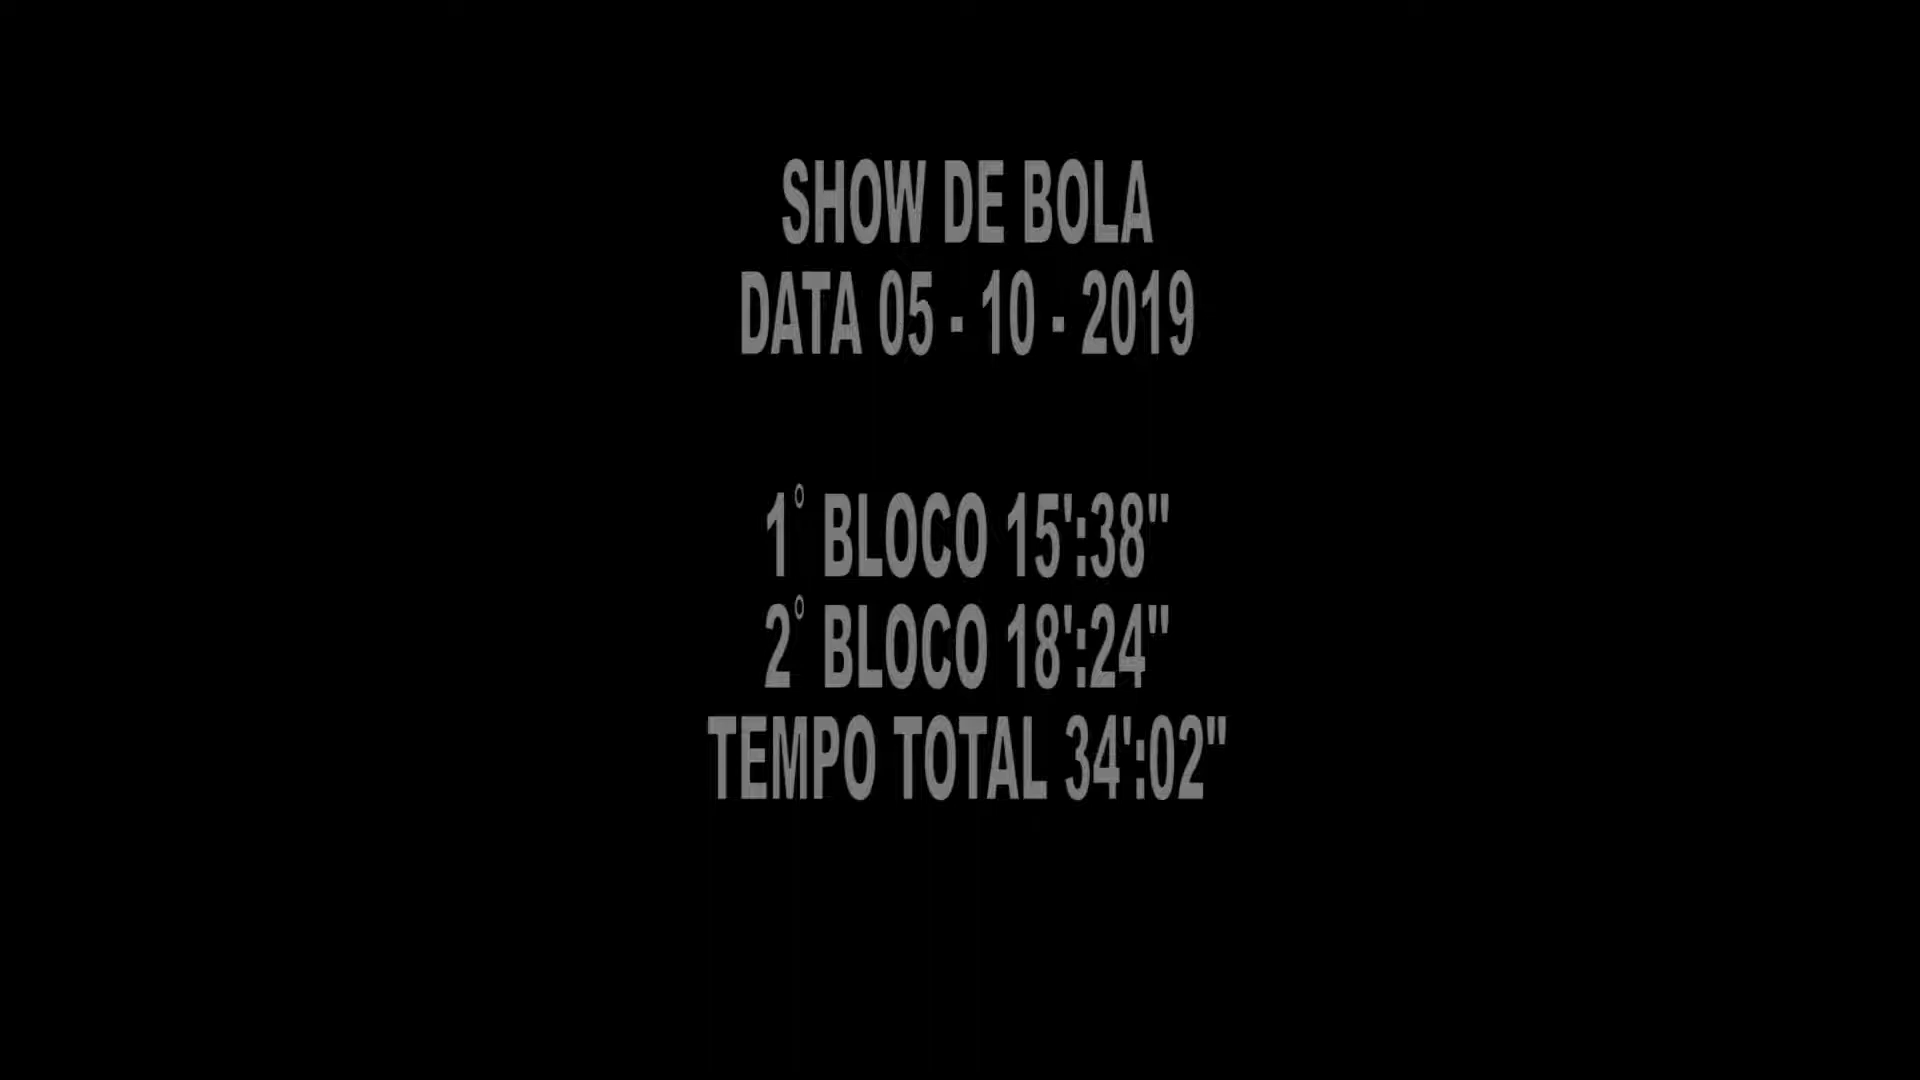 SHOW DE BOLA
DATA 05 - 10 - 2019
1° BLOCO 15':38"
2° BLOCO 18':24"
TEMPO TOTAL 34':02"